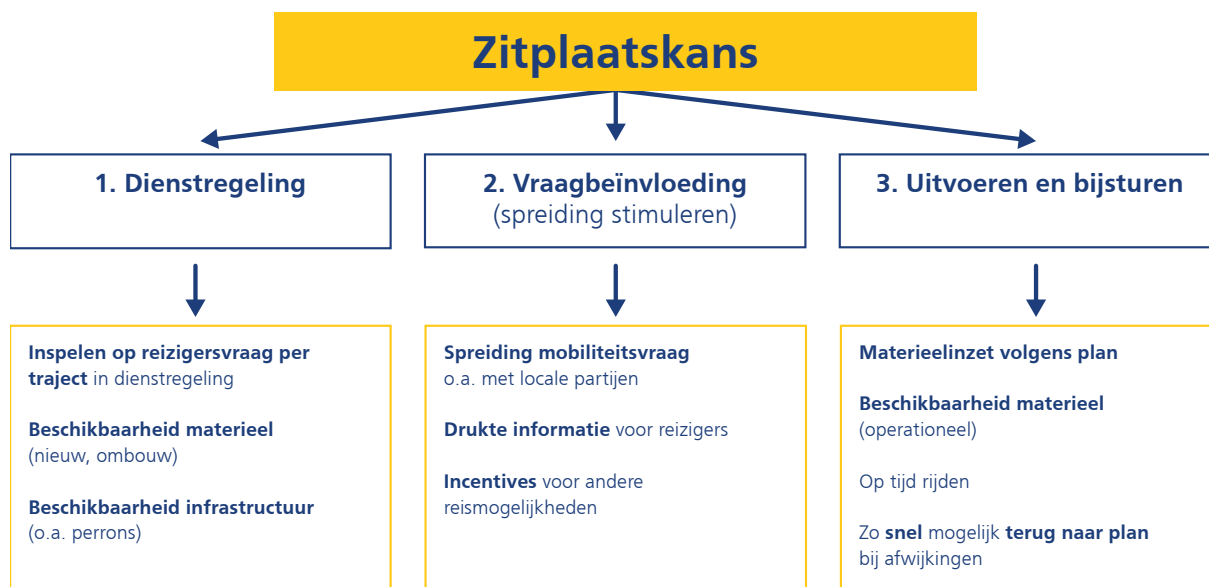 Zitplaatskans
1. Dienstregeling
2. Vraagbeïnvloeding
(spreiding stimuleren)
3. Uitvoeren en bijsturen
Inspelen op reizigersvraag per
traject in dienstregeling
Beschikbaarheid materieel
(nieuw, ombouw)
Beschikbaarheid infrastructuur
(o.a. perrons)
Spreiding mobiliteitsvraag
o.a. met locale partijen
Drukte informatie voor reizigers
Incentives voor andere
reismogelijkheden
Materieelinzet volgens plan
Beschikbaarheid materieel
(operationeel)
Op tijd rijden
Zo snel mogelijk terug naar plan
bij afwijkingen